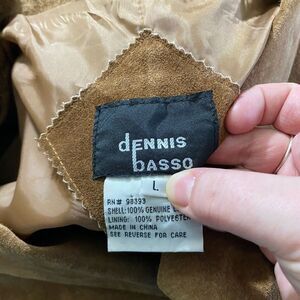 dENNIS
basso
L
RN# 98393
SHELL: 100% GENUINE
LINING: 100% POLYESTER
MADE IN CHINA
SEE REVERSE FOR CARE